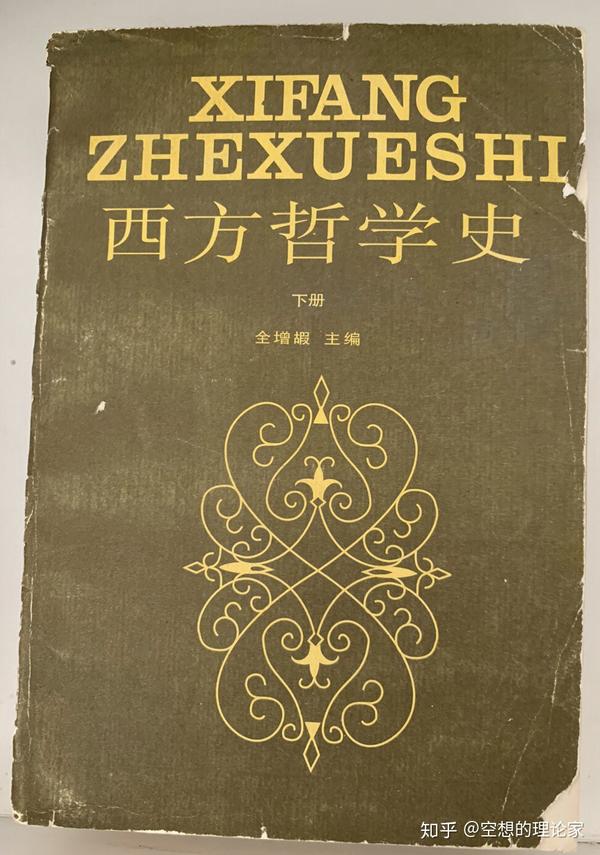 XIFANG
ZHEXUESHI
西方哲学史
下册
全增嘏 主编
知乎 @空想的理论家